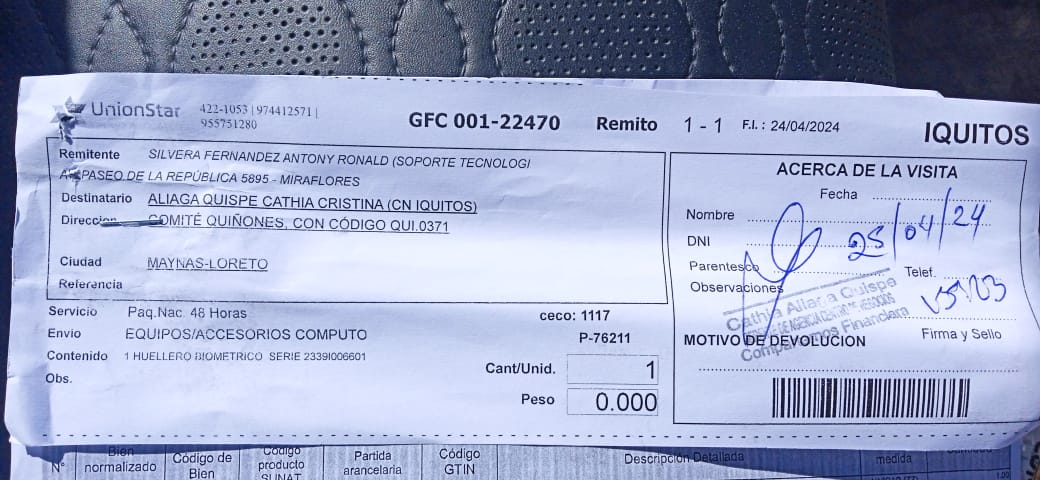 UnionStar 422-1053 | 974412571 |
955751280
GFC 001-22470 Remito 1 - 1 F.I. : 24/04/2024 IQUITOS
Remitente SILVERA FERNANDEZ ANTONY RONALD (SOPORTE TECNOLOGI
PASEO DE LA REPÚBLICA 5895 - MIRAFLORES
Destinatario ALIAGA QUISPE CATHIA CRISTINA (CN IQUITOS)
COMITÉ QUIÑONES, CON CÓDIGO QUI.0371
Ciudad MAYNAS-LORETO
Referencia
Servicio Paq.Nac. 48 Horas ceco: 1117
Envio EQUIPOS/ACCESORIOS COMPUTO P-76211
Contenido 1 HUELLERO BIOMETRICO SERIE 2339I006601
Obs.
Cant/Unid. 1
Peso 0.000
ACERCA DE LA VISITA
Fecha
Nombre
25/04/24
DNI
Parentesco Telef.
Observaciones
Cathia Aliaga Quispe
Compartamos Financiera
Firma y Sello
MOTIVO DE DEVOLUCION
N° Bien normalizado Código de Bien Código producto SUNAT Partida arancelaria Código GTIN Descripción Detallada medida
1.00